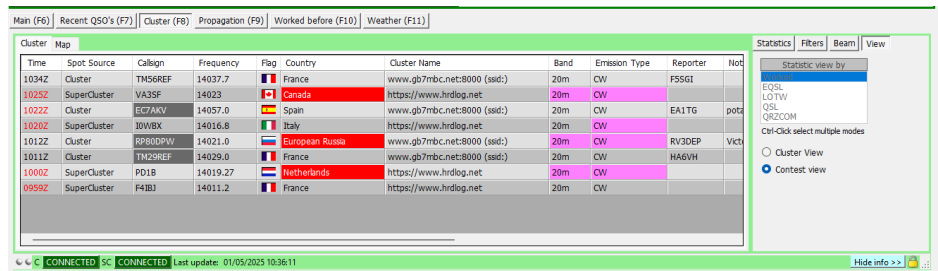 Main (F6) Recent QSO's (F7) Cluster (F8) Propagation (F9) Worked before (F10) Weather (F11)
Cluster Map
Statistics Filters Beam View
Time Spot Source Callsign Frequency Flag Country Cluster Name Band Emission Type Reporter Not
1034Z Cluster TM56REF 14037.7 France www.gb7mbc.net:8000 (ssid:) 20m CW F5SGI
1025Z SuperCluster VA3SF 14023 Canada https://www.hrdlog.net 20m CW
1022Z Cluster EC7AKV 14057.0 Spain www.gb7mbc.net:8000 (ssid:) 20m CW EA1TG pota
1020Z SuperCluster I0WBX 14016.8 Italy https://www.hrdlog.net 20m CW
1012Z Cluster RP80DPW 14021.0 European Russia www.gb7mbc.net:8000 (ssid:) 20m CW RV3DEP Victo
1011Z Cluster TM29REF 14029.0 France www.gb7mbc.net:8000 (ssid:) 20m CW HA6VH
1000Z SuperCluster PD1B 14019.27 Netherlands https://www.hrdlog.net 20m CW
0959Z SuperCluster F4IBJ 14011.2 France https://www.hrdlog.net 20m CW
Statistic view by
EQSL
LOTW
QSL
QRZCOM
Ctrl-Click select multiple modes
Cluster View
Contest view
C CONNECTED SC CONNECTED Last update: 01/05/2025 10:36:11
Hide info >>